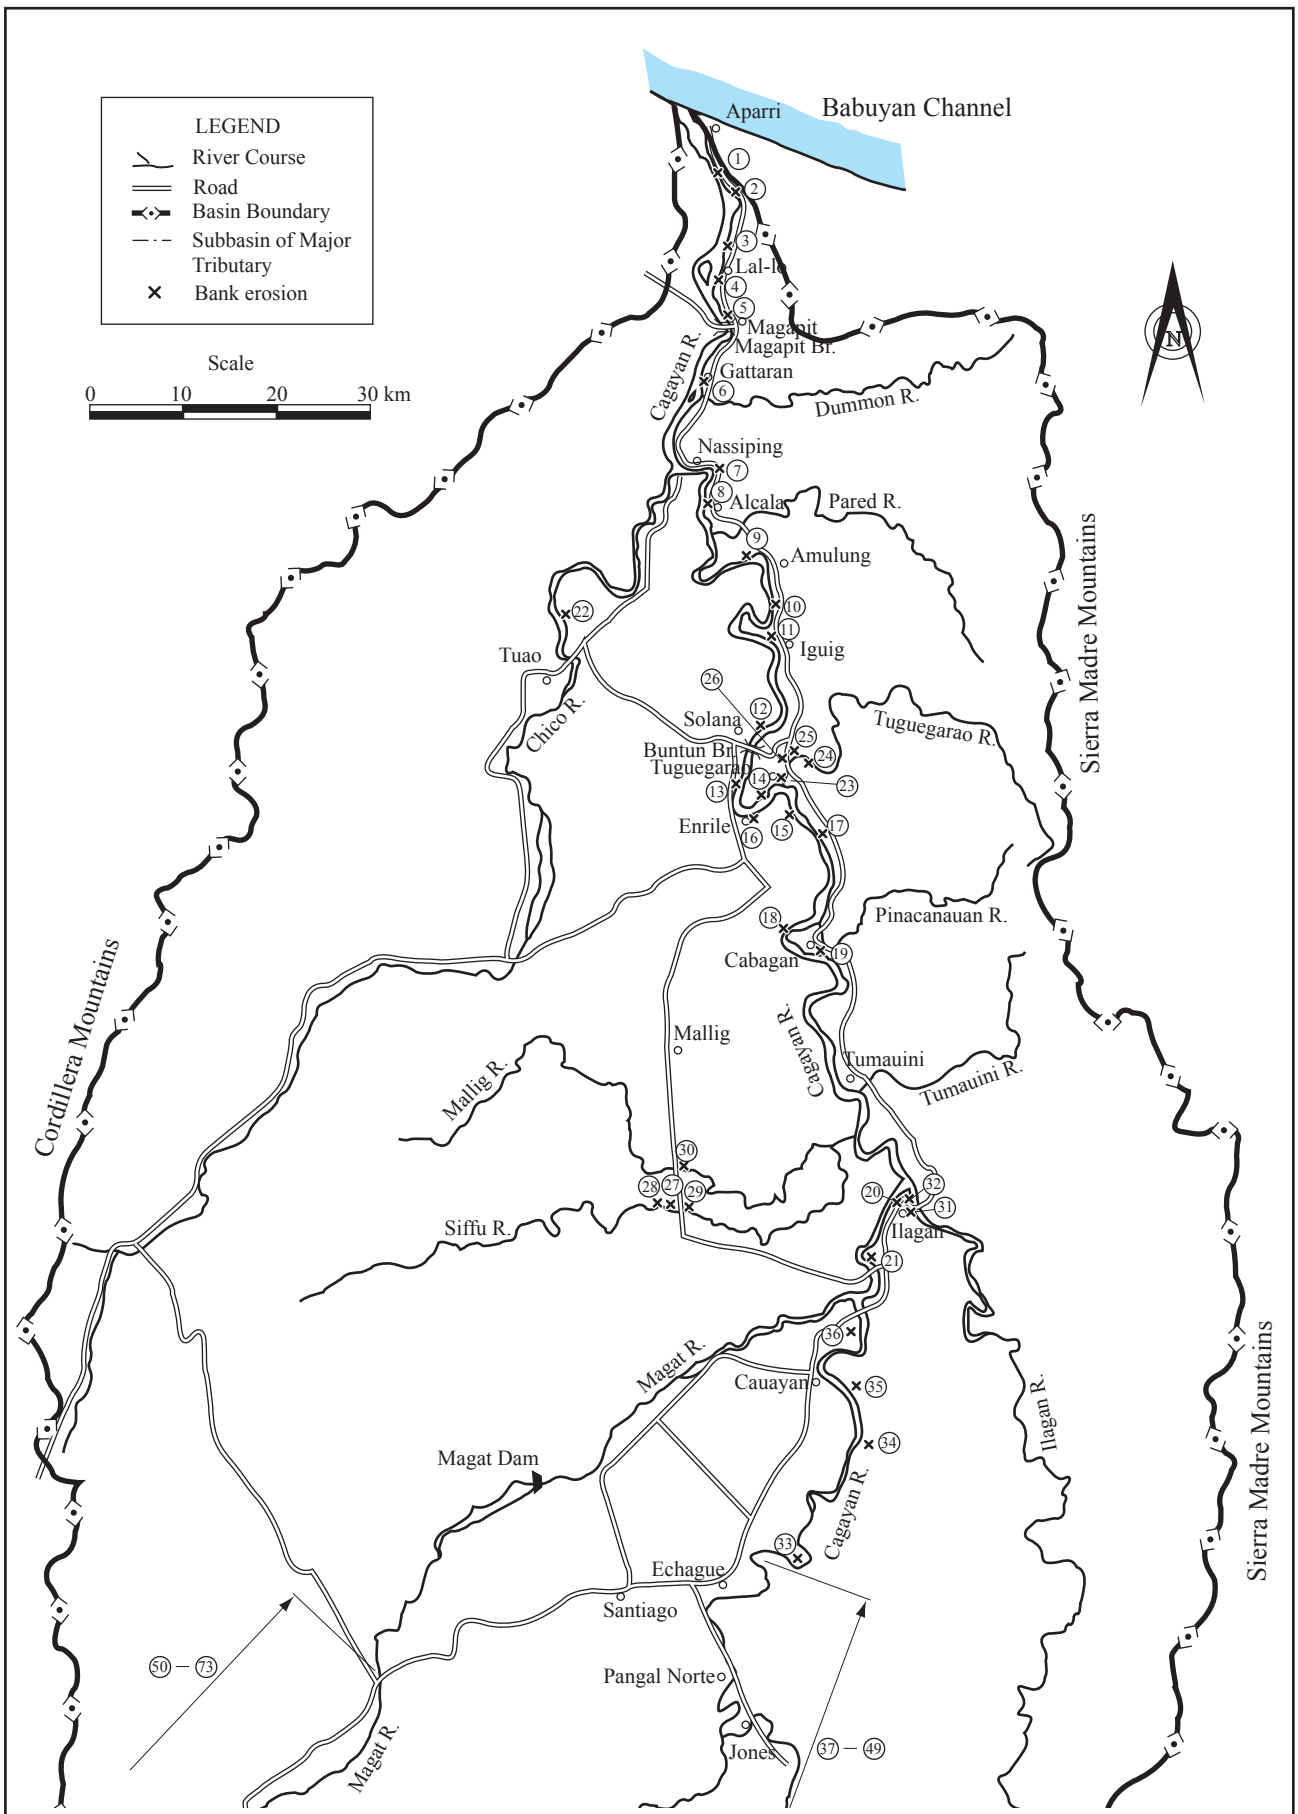 Aparri
Babuyan Channel
LEGEND
River Course
Road
Basin Boundary
Subbasin of Major
Tributary
Bank erosion
Scale
0 10 20 30 km
N
1
2
3
Lal-lo
4
5
Magapit
Magapit Br.
Cagayan R.
Gattaran
6
Dummon R.
Nassiping
7
8
Alcala
Pared R.
9
Amulung
Sierra Madre Mountains
22
10
11
Iguig
Tuao
Chico R.
26
12
Solana
Tuguegarao R.
Buntun Br.
25
24
Tuguegarao
13
14
23
Enrile
16
15
17
18
Pinacanauan R.
Cabagan
19
Cordillera Mountains
Cagayan R.
Mallig
Mallig R.
Tumauini
Tumauini R.
30
28
27
29
20
32
31
Siffu R.
Ilagan
21
36
Magat R.
Cauayan
35
Ilagan R.
Sierra Madre Mountains
34
Magat Dam
Cagayan R.
33
Echague
Santiago
50 — 73
Pangal Norte
Magat R.
Jones
37 — 49